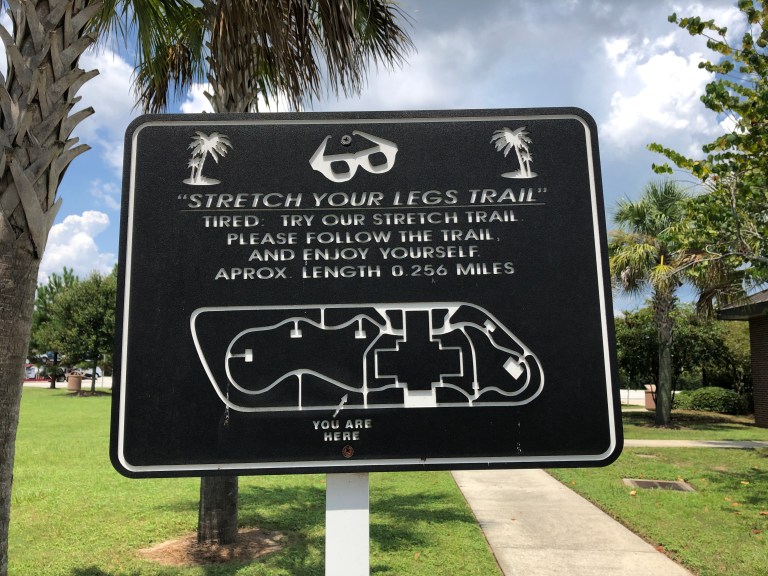 "STRETCH YOUR LEGS TRAIL"
TIRED: TRY OUR STRETCH TRAIL.
PLEASE FOLLOW THE TRAIL,
AND ENJOY YOURSELF.
APROX. LENGTH 0.256 MILES
YOU ARE
HERE